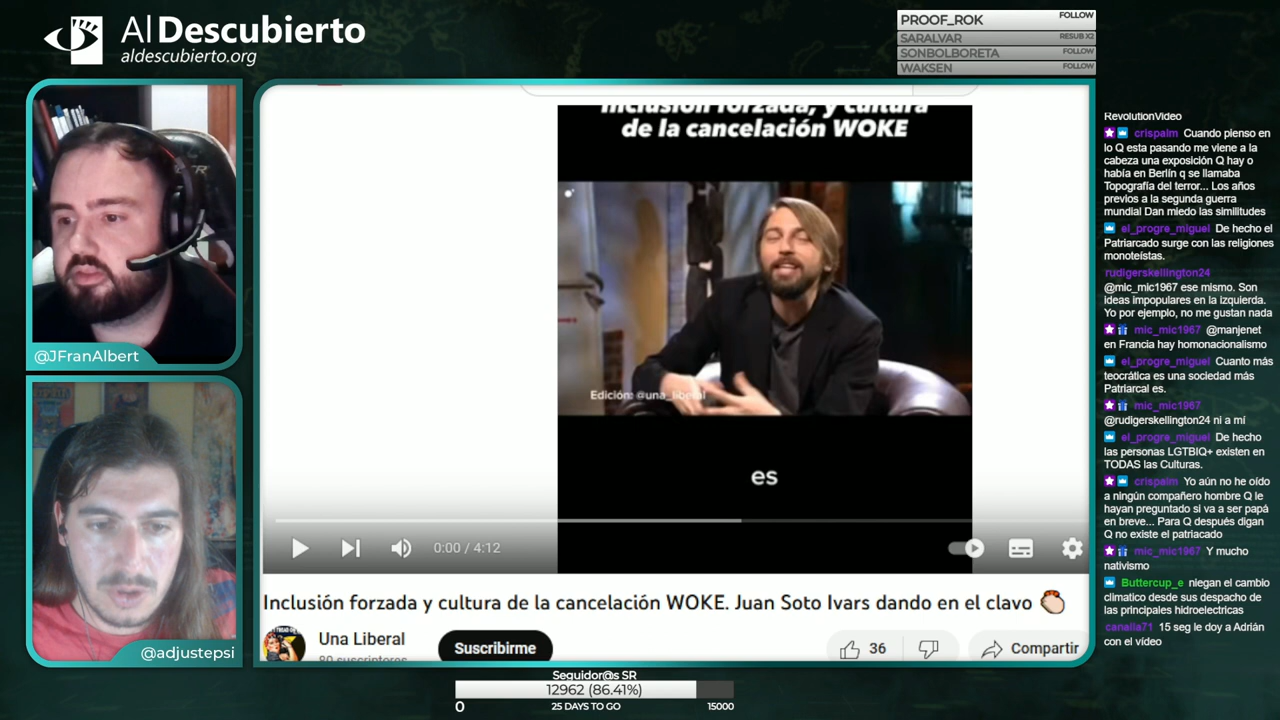 Al Descubierto
aldescubierto.org
PROOF_ROK FOLLOW
SARALVAR RESUB X2
SONBOLBORETA FOLLOW
WAKSEN FOLLOW
@JFranAlbert
@adjustepsi
Inclusión forzada, y cultura
de la cancelación WOKE
Edición: @una_liberal
es
0:00 / 4:12
Inclusión forzada y cultura de la cancelación WOKE. Juan Soto Ivars dando en el clavo
Una Liberal
80 suscriptores
Suscribirme
36
Compartir
Seguidor@s SR
12962 (86.41%)
0 25 DAYS TO GO 15000
RevolutionVideo
crispalm Cuando pienso en
lo Q esta pasando me viene a la
cabeza una exposición Q hay o
había en Berlín q se llamaba
Topografía del terror... Los años
previos a la segunda guerra
mundial Dan miedo las similitudes
el_progre_miguel De hecho el
Patriarcado surge con las religiones
monoteístas.
rudigerskellington24
@mic_mic1967 ese mismo. Son
ideas impopulares en la izquierda.
Yo por ejemplo, no me gustan nada
mic_mic1967 @manjenet
en Francia hay homonacionalismo
el_progre_miguel Cuanto más
teocrática es una sociedad más
Patriarcal es.
mic_mic1967
@rudigerskellington24 ni a mí
el_progre_miguel De hecho
las personas LGTBIQ+ existen en
TODAS las Culturas.
crispalm Yo aún no he oído
a ningún compañero hombre Q le
hayan preguntado si va a ser papá
en breve... Para Q después digan
Q no existe el patriacado
mic_mic1967 Y mucho
nativismo
Buttercup_e niegan el cambio
climatico desde sus despacho de
las principales hidroelectricas
canalla71 15 seg le doy a Adrián
con el vídeo